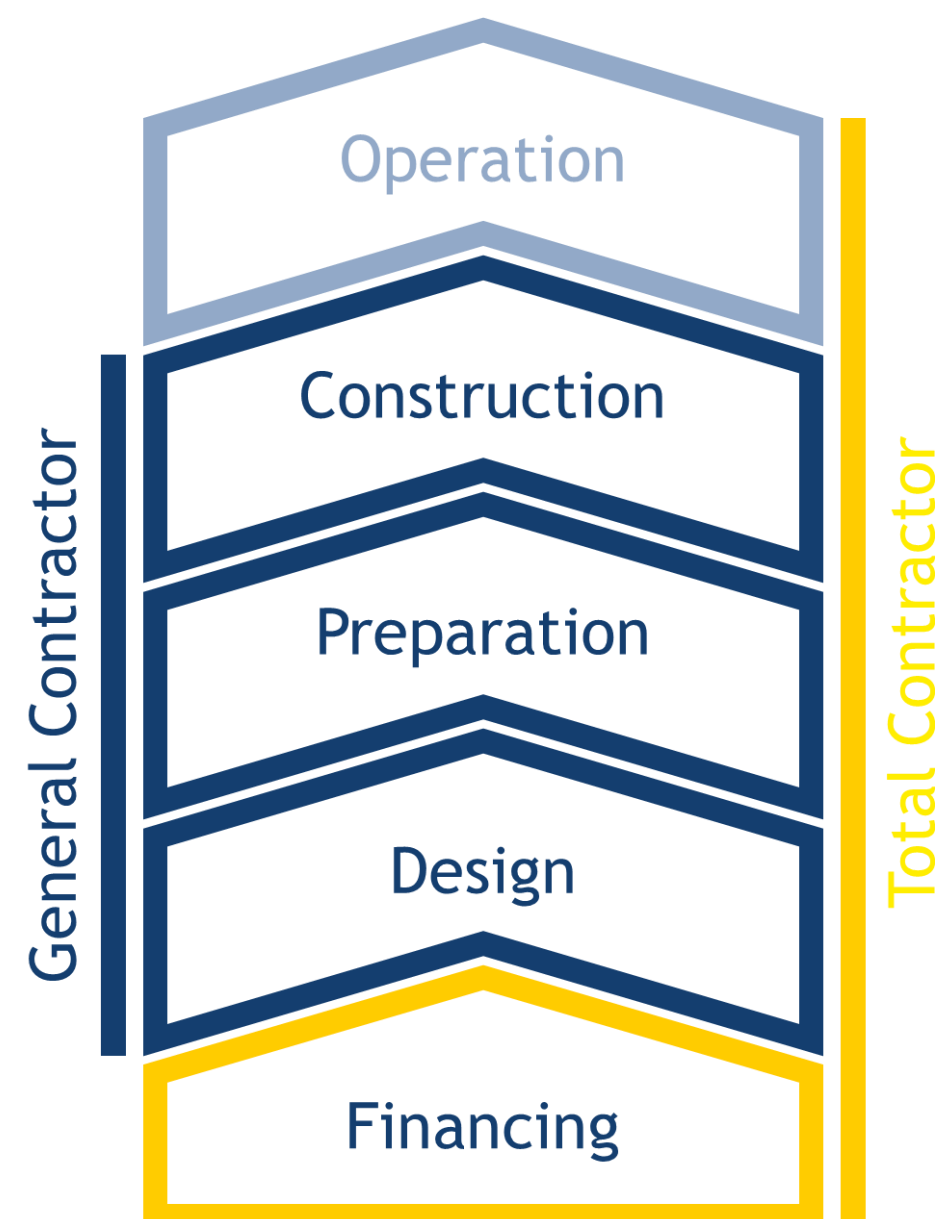 Operation
Construction
Preparation
Design
Financing
General Contractor
Total Contractor